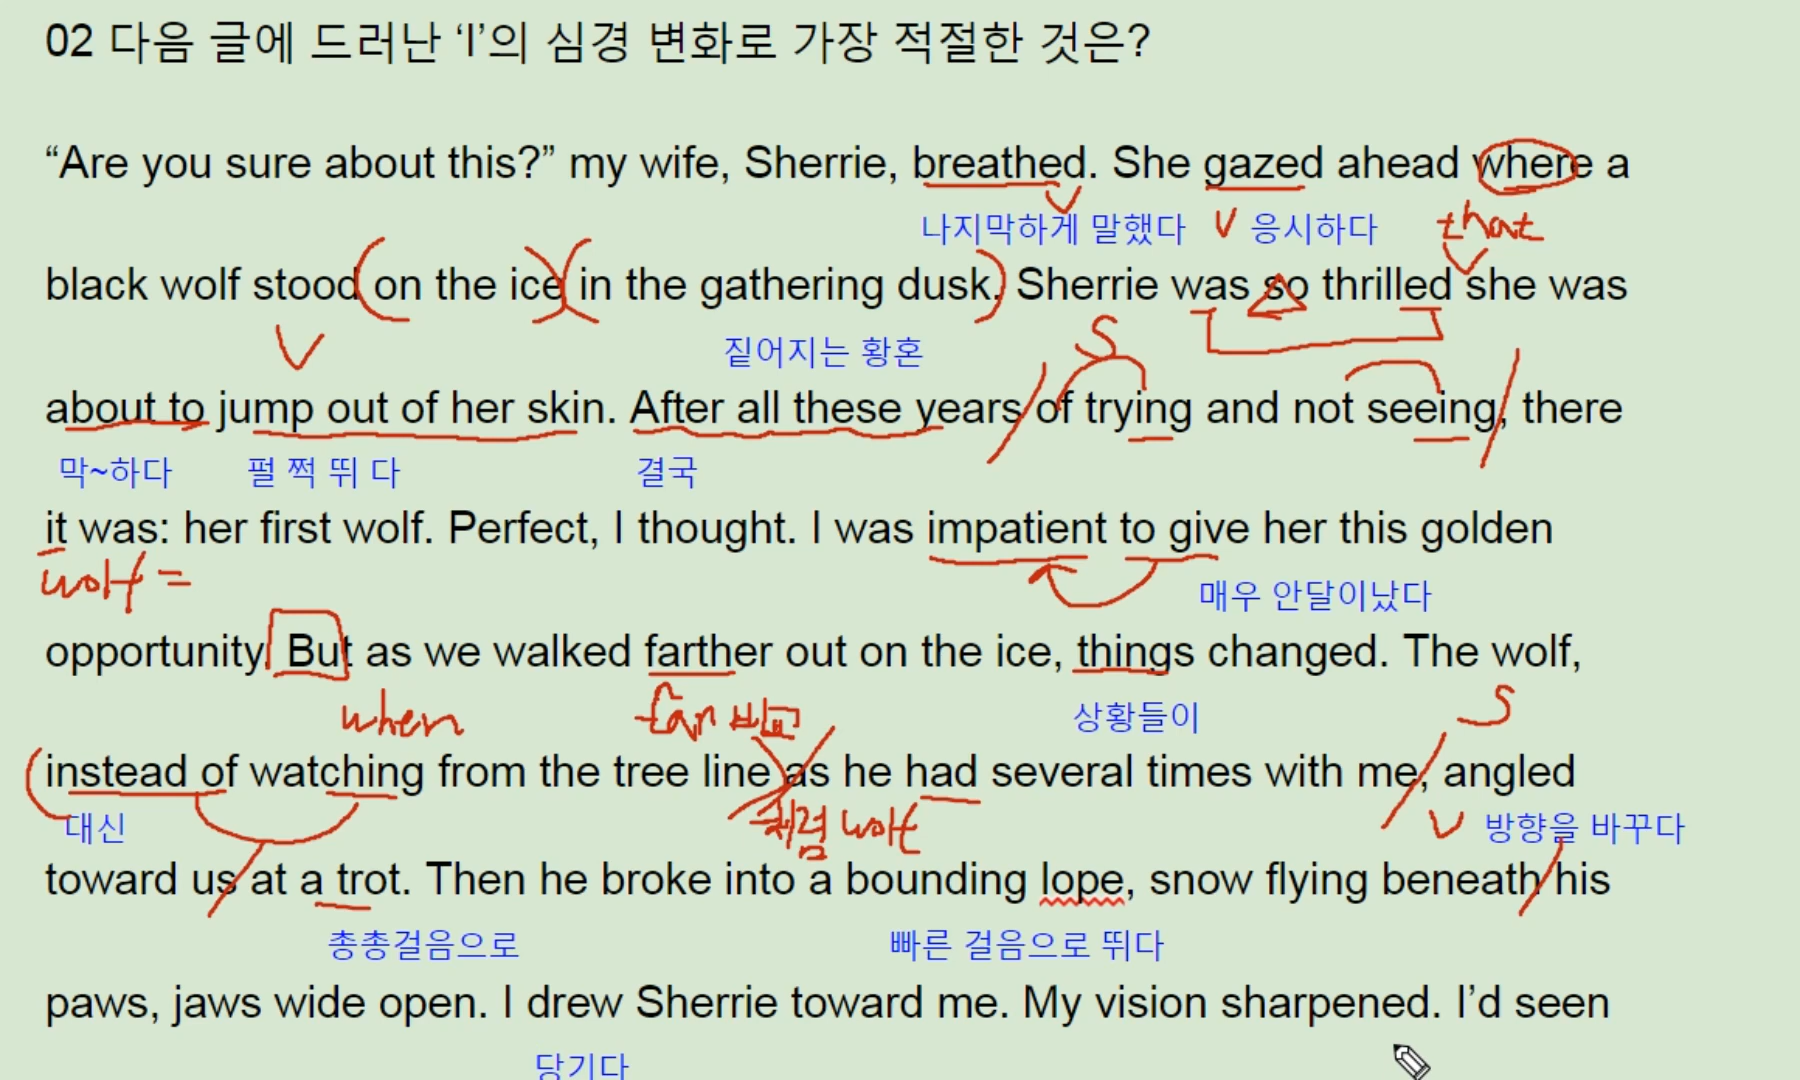 02 다음 글에 드러난 ‘I’의 심경 변화로 가장 적절한 것은?
“Are you sure about this?” my wife, Sherrie, breathed. She gazed ahead where a
나지막하게 말했다 V 응시하다 that
black wolf stood on the ice in the gathering dusk. Sherrie was so thrilled she was
V 짙어지는 황혼 S
about to jump out of her skin. After all these years of trying and not seeing, there
막~하다 펄 쩍 뛰 다 결국
it was: her first wolf. Perfect, I thought. I was impatient to give her this golden
wolf = 매우 안달이났다
opportunity. But as we walked farther out on the ice, things changed. The wolf,
when far 비교 상황들이 S
instead of watching from the tree line as he had several times with me, angled
대신 처럼 wolf V 방향을 바꾸다
toward us at a trot. Then he broke into a bounding lope, snow flying beneath his
총총걸음으로 빠른 걸음으로 뛰다
paws, jaws wide open. I drew Sherrie toward me. My vision sharpened. I’d seen
당기다